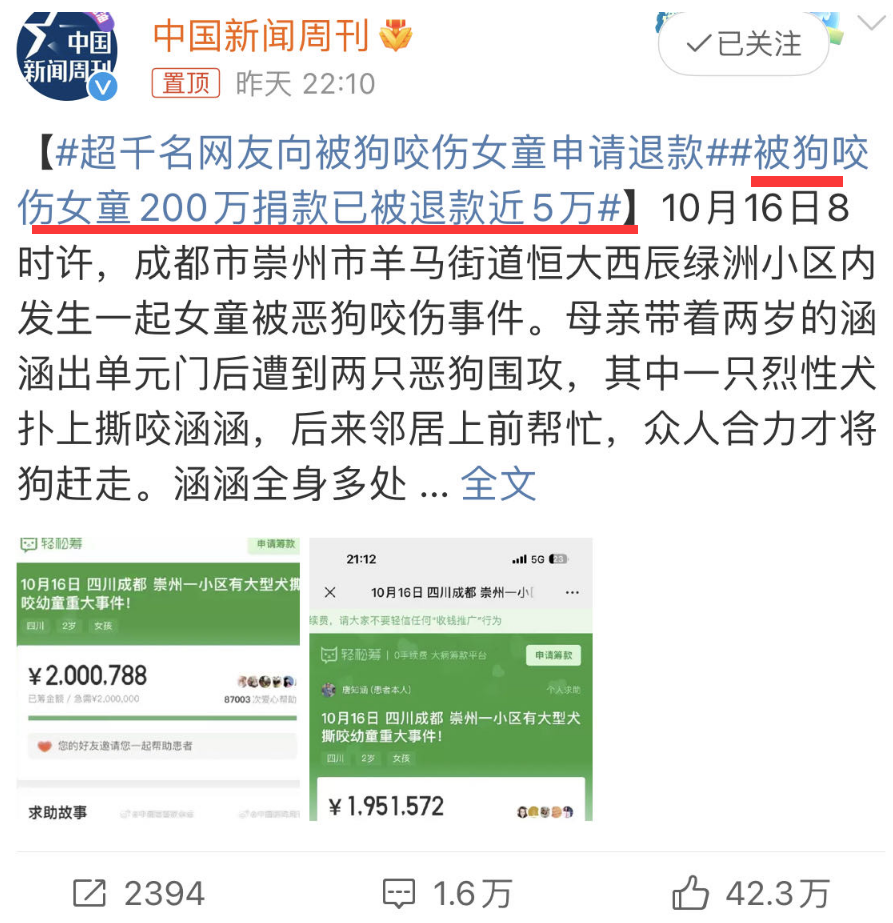 中国
新闻周刊
中国新闻周刊
已关注
置顶 昨天 22:10
【#超千名网友向被狗咬伤女童申请退款##被狗咬
伤女童200万捐款已被退款近5万#】10月16日8
时许，成都市崇州市羊马街道恒大西辰绿洲小区内
发生一起女童被恶狗咬伤事件。母亲带着两岁的涵
涵出单元门后遭到两只恶狗围攻，其中一只烈性犬
扑上撕咬涵涵，后来邻居上前帮忙，众人合力才将
狗赶走。涵涵全身多处 ... 全文
轻松筹 申请筹款
10月16日 四川成都 崇州一小区有大型犬撕
咬幼童重大事件！
四川 2岁 女孩
¥2,000,788
已筹金额 / 急需¥2,000,000 87003 次爱心帮助
您的好友邀请您一起帮助患者
求助故事
21:12 5G 23
10月16日 四川成都 崇州一小
续费，请大家不要轻信任何“收钱推广”行为
轻松筹 0手续费 大病筹款平台 申请筹款
唐知涵 (患者本人) 个人求助
10月16日 四川成都 崇州一小区有大型犬
撕咬幼童重大事件！
四川 2岁 女孩
¥1,951,572
2394 1.6万 42.3万